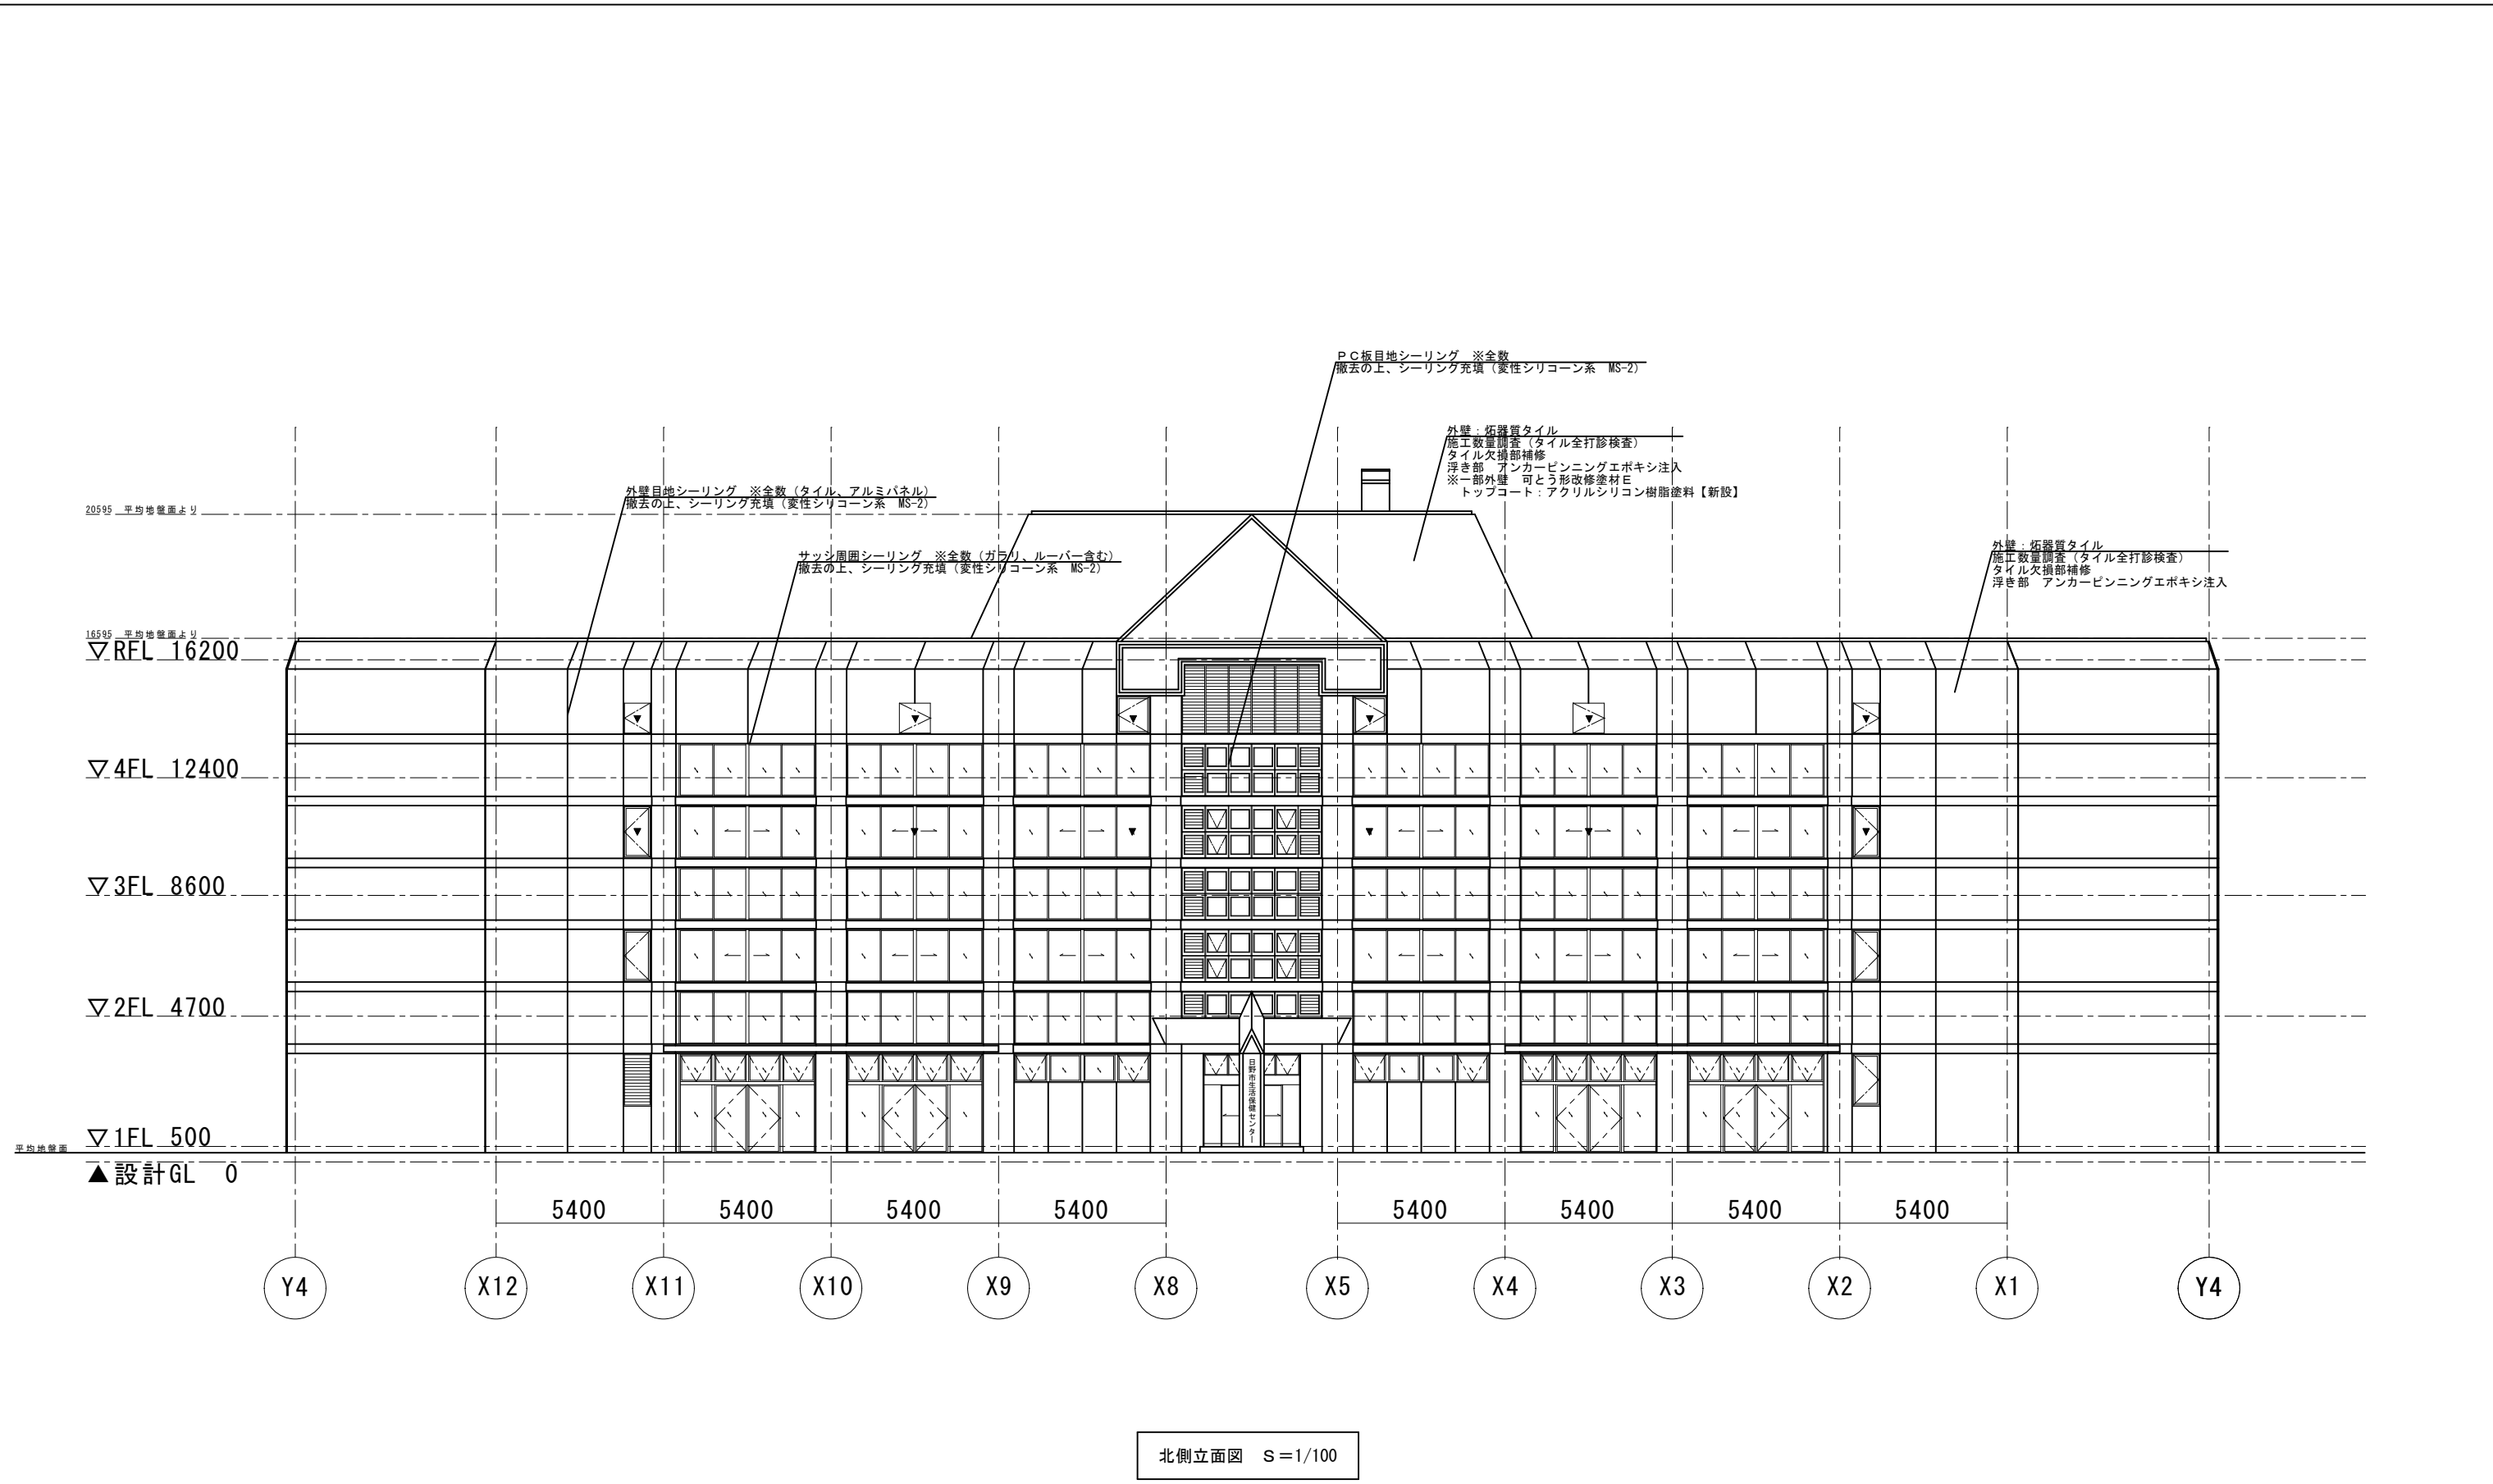 ＰＣ板目地シーリング　※全数
撤去の上、シーリング充填（変性シリコーン系　MS-2）
外壁：炻器質タイル
施工数量調査（タイル全打診検査）
タイル欠損部補修
浮き部　アンカーピンニングエポキシ注入
※一部外壁　可とう形改修塗材Ｅ
トップコート：アクリルシリコン樹脂塗料【新設】
外壁目地シーリング　※全数（タイル、アルミパネル）
撤去の上、シーリング充填（変性シリコーン系　MS-2）
サッシ周囲シーリング　※全数（ガラリ、ルーバー含む）
撤去の上、シーリング充填（変性シリコーン系　MS-2）
外壁：炻器質タイル
施工数量調査（タイル全打診検査）
タイル欠損部補修
浮き部　アンカーピンニングエポキシ注入
20595 平均地盤面より
16595 平均地盤面より
▽RFL 16200
▽4FL 12400
▽3FL 8600
▽2FL 4700
▽1FL 500
平均地盤面
▲設計GL 0
日野市生活保健センター
5400 5400 5400 5400 5400 5400 5400 5400
Y4 X12 X11 X10 X9 X8 X5 X4 X3 X2 X1 Y4
北側立面図　Ｓ＝1/100